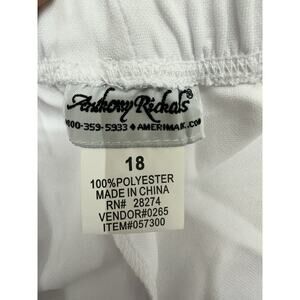 Anthony Richards®
800-359-5933 ♦ AMERIMARK.COM
18
100%POLYESTER
MADE IN CHINA
RN# 28274
VENDOR#0265
ITEM#057300